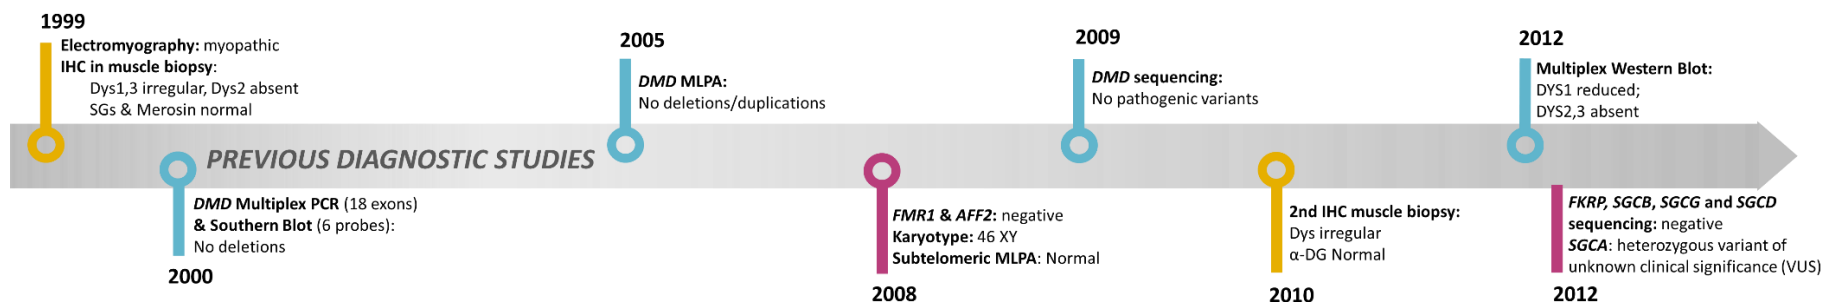 1999
Electromyography: myopathic
IHC in muscle biopsy:
Dys1,3 irregular, Dys2 absent
SGs & Merosin normal
PREVIOUS DIAGNOSTIC STUDIES
DMD Multiplex PCR (18 exons)
& Southern Blot (6 probes):
No deletions
2000
2005
DMD MLPA:
No deletions/duplications
FMR1 & AFF2: negative
Karyotype: 46 XY
Subtelomeric MLPA: Normal
2008
2009
DMD sequencing:
No pathogenic variants
2nd IHC muscle biopsy:
Dys irregular
α-DG Normal
2010
2012
Multiplex Western Blot:
DYS1 reduced;
DYS2,3 absent
FKRP, SGCB, SGCG and SGCD
sequencing: negative
SGCA: heterozygous variant of
unknown clinical significance (VUS)
2012